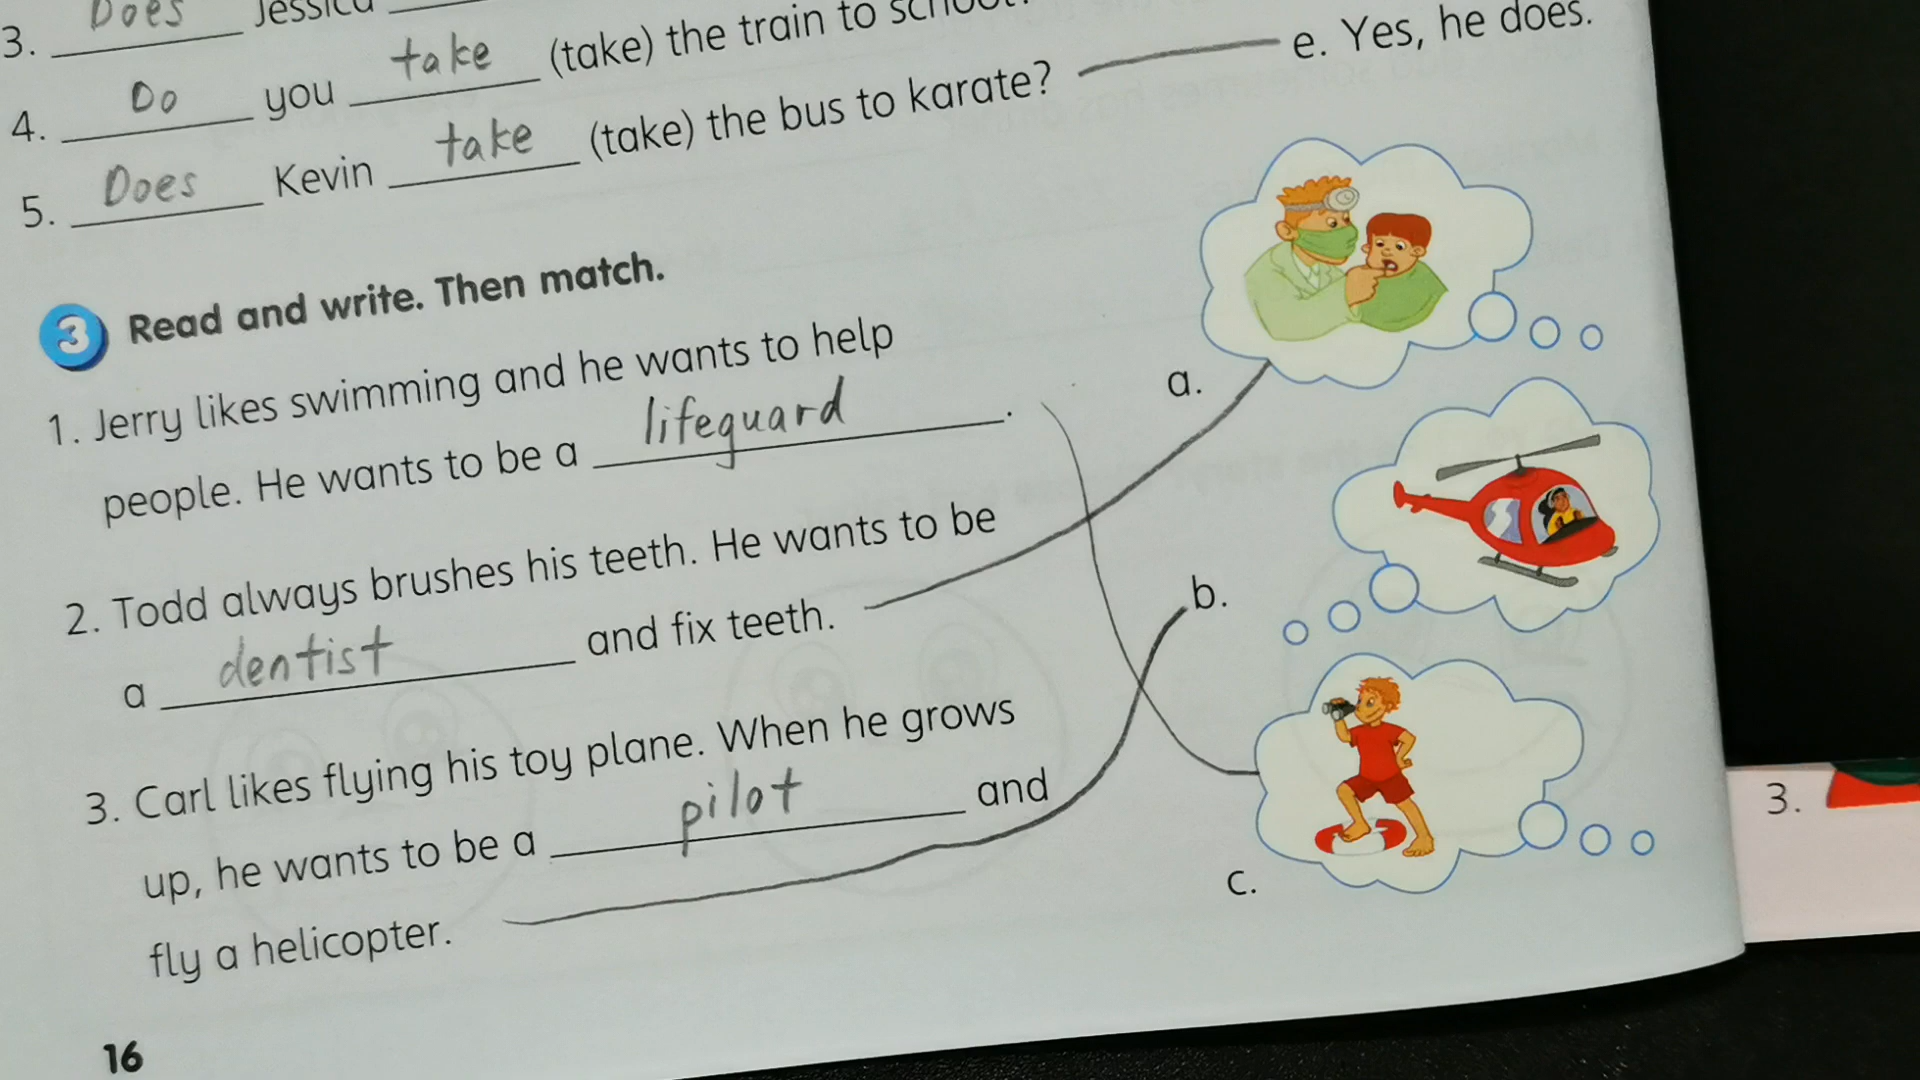 3. Does Jessica
4. Do you take (take) the train to school?
5. Does Kevin take (take) the bus to karate?
e. Yes, he does.
3 Read and write. Then match.
1. Jerry likes swimming and he wants to help
people. He wants to be a lifeguard.
2. Todd always brushes his teeth. He wants to be
a dentist and fix teeth.
3. Carl likes flying his toy plane. When he grows
up, he wants to be a pilot and
fly a helicopter.
a.
b.
c.
16
3.